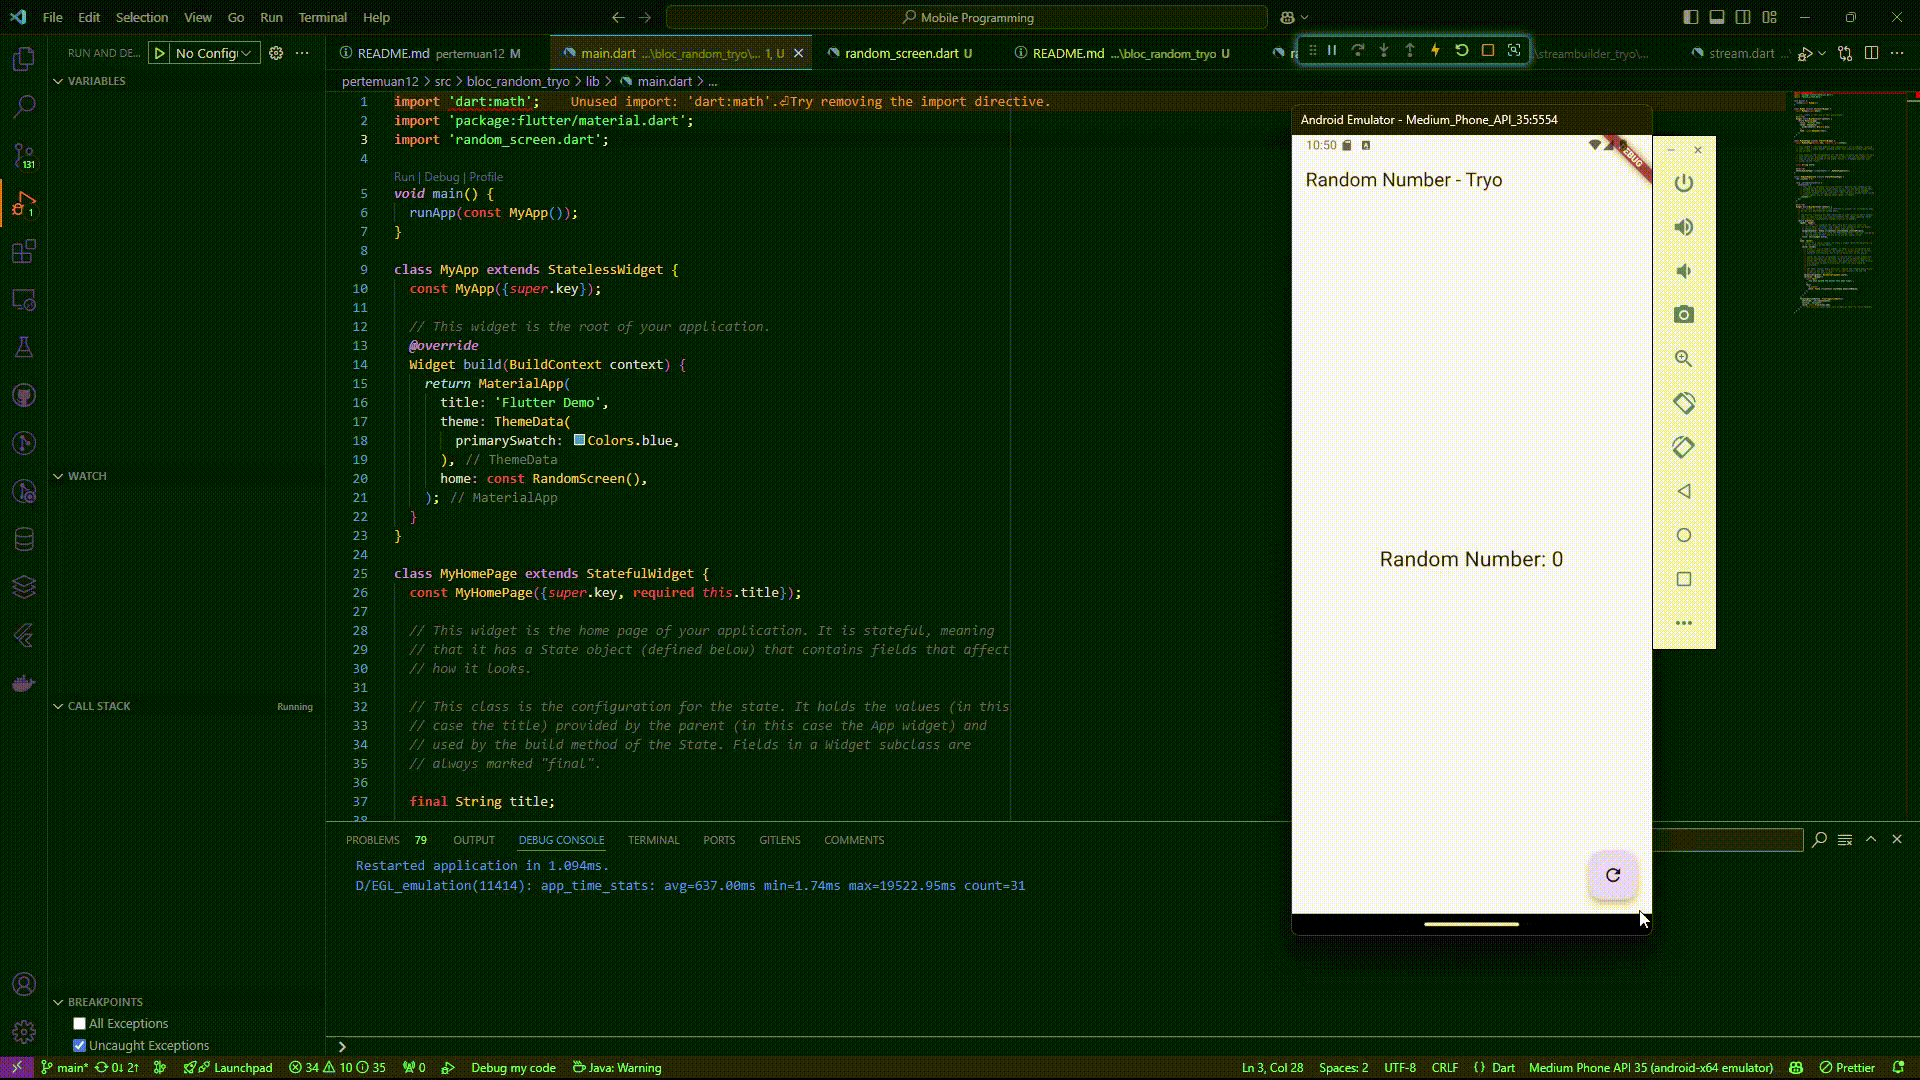 File Edit Selection View Go Run Terminal Help
Mobile Programming
RUN AND DE... No Config
README.md pertemuan12 M
main.dart ...\bloc_random_tryo\... 1, U
random_screen.dart U
README.md ...\bloc_random_tryo U
\streambuilder_tryo\...
stream.dart ...
VARIABLES
pertemuan12 > src > bloc_random_tryo > lib > main.dart > ...
1 import 'dart:math'; Unused import: 'dart:math'.⏎Try removing the import directive.
2 import 'package:flutter/material.dart';
3 import 'random_screen.dart';
4
Run | Debug | Profile
5 void main() {
6 runApp(const MyApp());
7 }
8
9 class MyApp extends StatelessWidget {
10 const MyApp({super.key});
11
12 // This widget is the root of your application.
13 @override
14 Widget build(BuildContext context) {
15 return MaterialApp(
16 title: 'Flutter Demo',
17 theme: ThemeData(
18 primarySwatch: Colors.blue,
19 ), // ThemeData
20 home: const RandomScreen(),
21 ); // MaterialApp
22 }
23 }
24
25 class MyHomePage extends StatefulWidget {
26 const MyHomePage({super.key, required this.title});
27
28 // This widget is the home page of your application. It is stateful, meaning
29 // that it has a State object (defined below) that contains fields that affect
30 // how it looks.
31
32 // This class is the configuration for the state. It holds the values (in this
33 // case the title) provided by the parent (in this case the App widget) and
34 // used by the build method of the State. Fields in a Widget subclass are
35 // always marked "final".
36
37 final String title;
38
WATCH
CALL STACK Running
BREAKPOINTS
All Exceptions
Uncaught Exceptions
131
1
Android Emulator - Medium_Phone_API_35:5554
10:50
DEBUG
Random Number - Tryo
Random Number: 0
PROBLEMS 79 OUTPUT DEBUG CONSOLE TERMINAL PORTS GITLENS COMMENTS
Restarted application in 1.094ms.
D/EGL_emulation(11414): app_time_stats: avg=637.00ms min=1.74ms max=19522.95ms count=31
main* 0↓ 2↑ Launchpad 34 10 35 0 Debug my code Java: Warning
Ln 3, Col 28 Spaces: 2 UTF-8 CRLF {} Dart Medium Phone API 35 (android-x64 emulator) Prettier